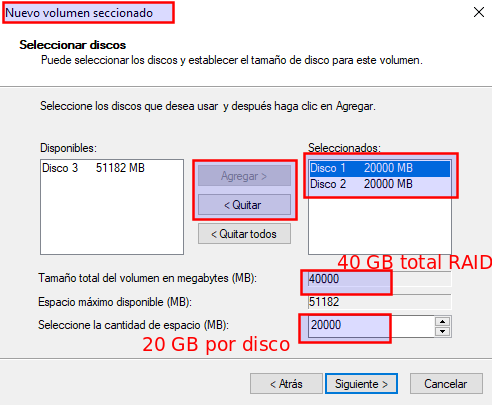 Nuevo volumen seccionado
Seleccionar discos
Puede seleccionar los discos y establecer el tamaño de disco para este volumen.
Seleccione los discos que desea usar y después haga clic en Agregar.
Disponibles:
Seleccionados:
Disco 3 51182 MB
Agregar >
Disco 1 20000 MB
Disco 2 20000 MB
< Quitar
< Quitar todos
40 GB total RAID
Tamaño total del volumen en megabytes (MB): 40000
Espacio máximo disponible (MB): 51182
Seleccione la cantidad de espacio (MB): 20000
20 GB por disco
< Atrás Siguiente > Cancelar